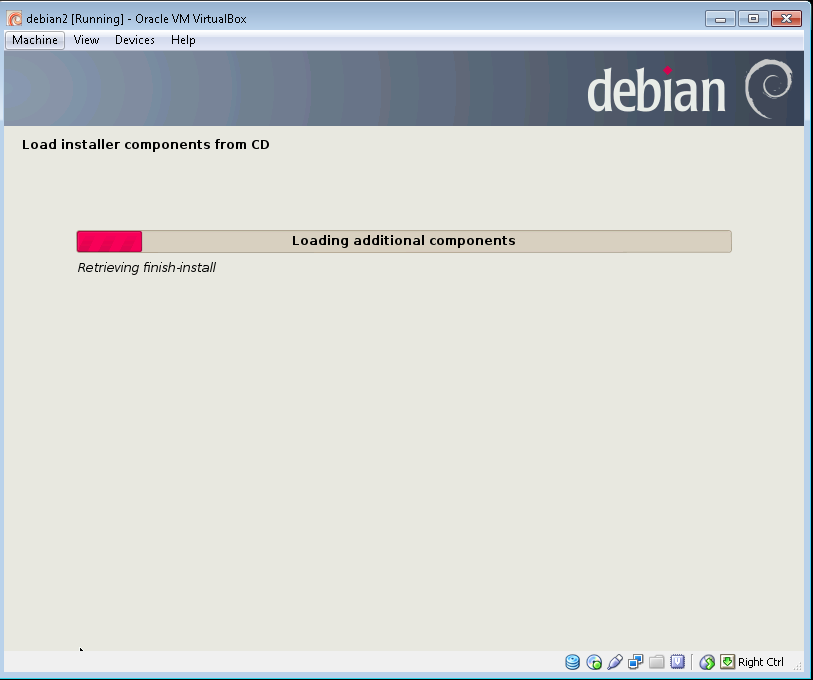 debian2 [Running] - Oracle VM VirtualBox
Machine View Devices Help
debian
Load installer components from CD
Loading additional components
Retrieving finish-install
Right Ctrl